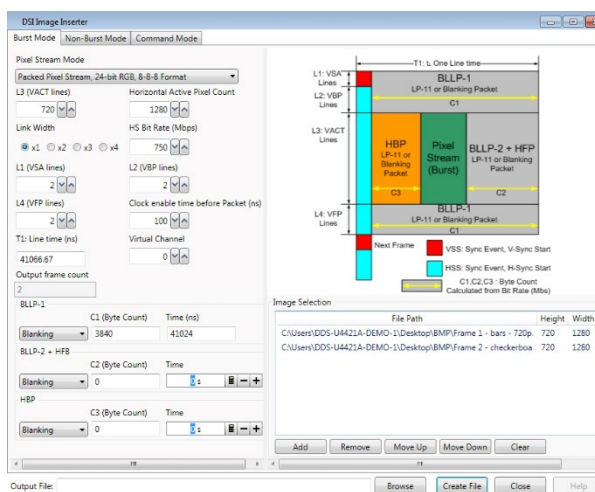 DSI Image Inserter
Burst Mode Non-Burst Mode Command Mode
Pixel Stream Mode
Packed Pixel Stream, 24-bit RGB, 8-8-8 Format
L3 (VACT lines) Horizontal Active Pixel Count
720 1280
Link Width HS Bit Rate (Mbps)
x1 x2 x3 x4 750
L1 (VSA lines) L2 (VBP lines)
2 2
L4 (VFP lines) Clock enable time before Packet (ns)
2 100
T1: Line time (ns) Virtual Channel
41066.67 0
Output frame count
2
BLLP-1
C1 (Byte Count) Time (ns)
Blanking 3840 41024
BLLP-2 + HFB
C2 (Byte Count) Time
Blanking 0 0 s
HBP
C3 (Byte Count) Time
Blanking 0 0 s
T1: L One Line time
L1: VSA
Lines
L2: VBP
Lines
BLLP-1
LP-11 or Blanking Packet
C1
L3: VACT
Lines
HBP
LP-11 or
Blanking
Packet
C3
Pixel
Stream
(Burst)
BLLP-2 + HFP
LP-11 or Blanking
Packet
C2
L4: VFP
Lines
BLLP-1
LP-11 or Blanking Packet
C1
Next Frame
VSS: Sync Event, V-Sync Start
HSS: Sync Event, H-Sync Start
C1,C2,C3 : Byte Count
Calculated from Bit Rate (Mbs)
Image Selection
File Path Height Width
C:\Users\DDS-U4421A-DEMO-1\Desktop\BMP\Frame 1 - bars - 720p. 720 1280
C:\Users\DDS-U4421A-DEMO-1\Desktop\BMP\Frame 2 - checkerboa 720 1280
Add Remove Move Up Move Down Clear
Output File: Browse Create File Close Help